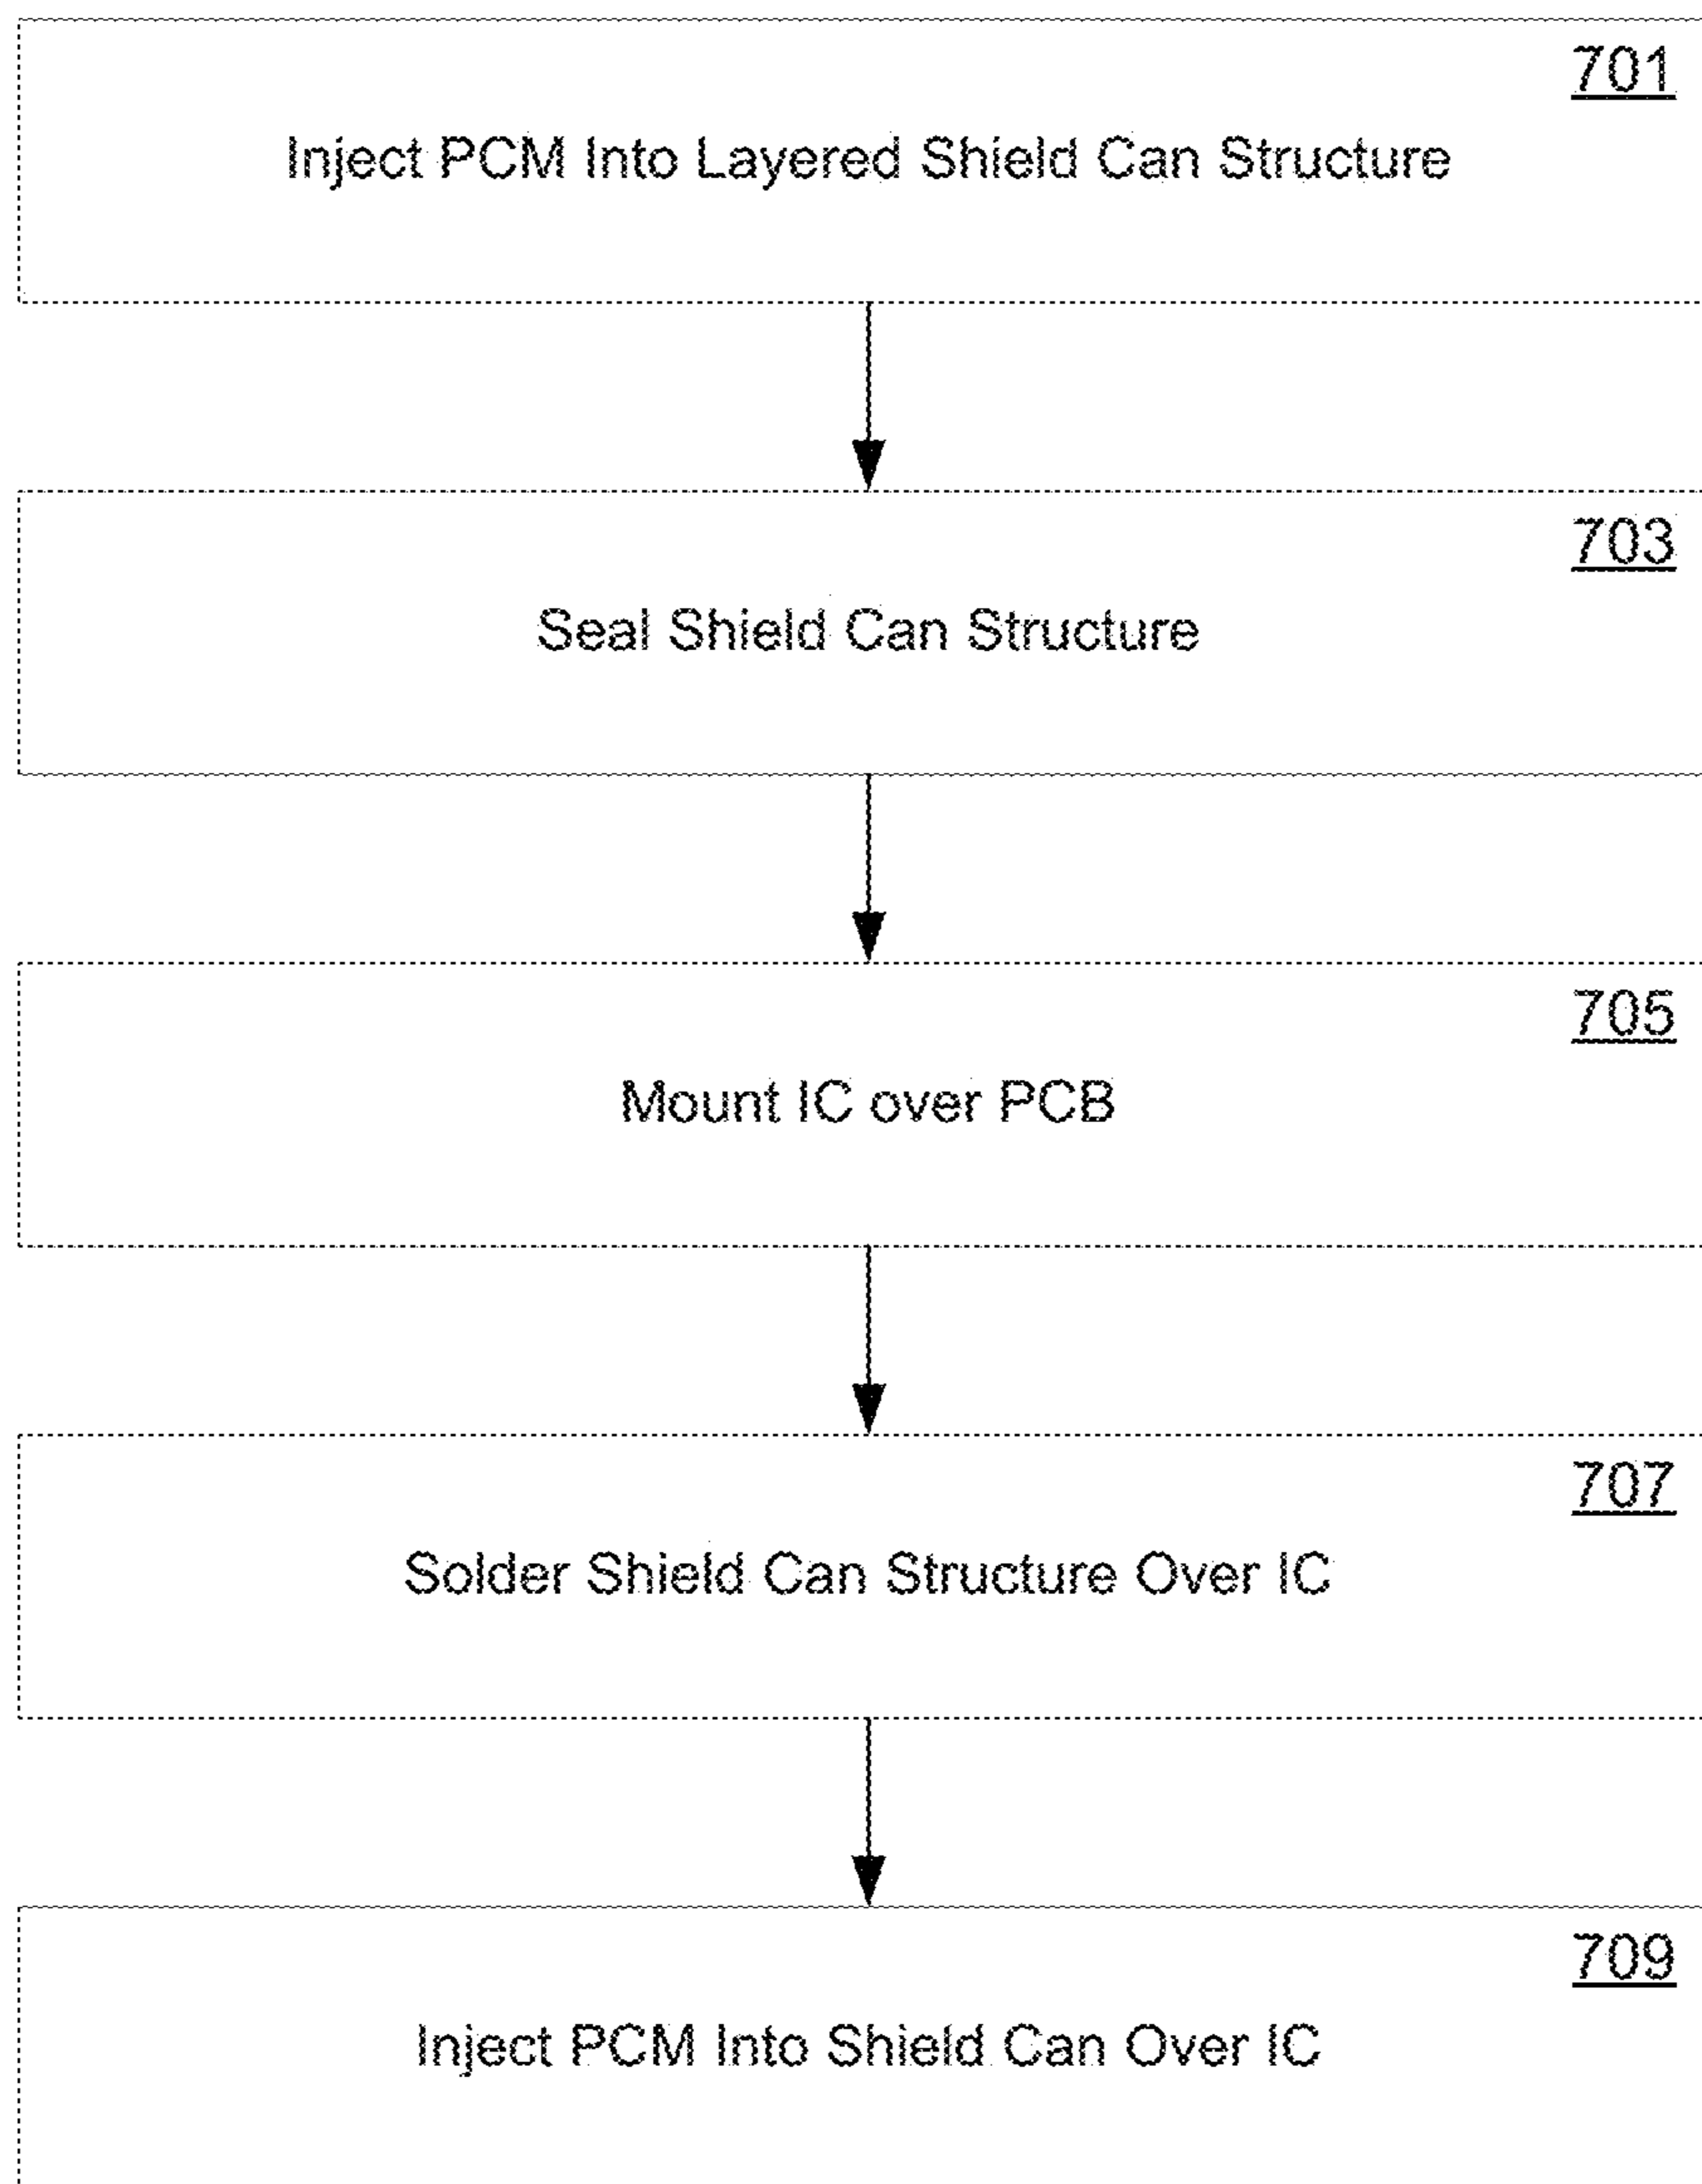 701
Inject PCM Into Layered Shield Can Structure
703
Seal Shield Can Structure
705
Mount IC over PCB
707
Solder Shield Can Structure Over IC
709
Inject PCM Into Shield Can Over IC